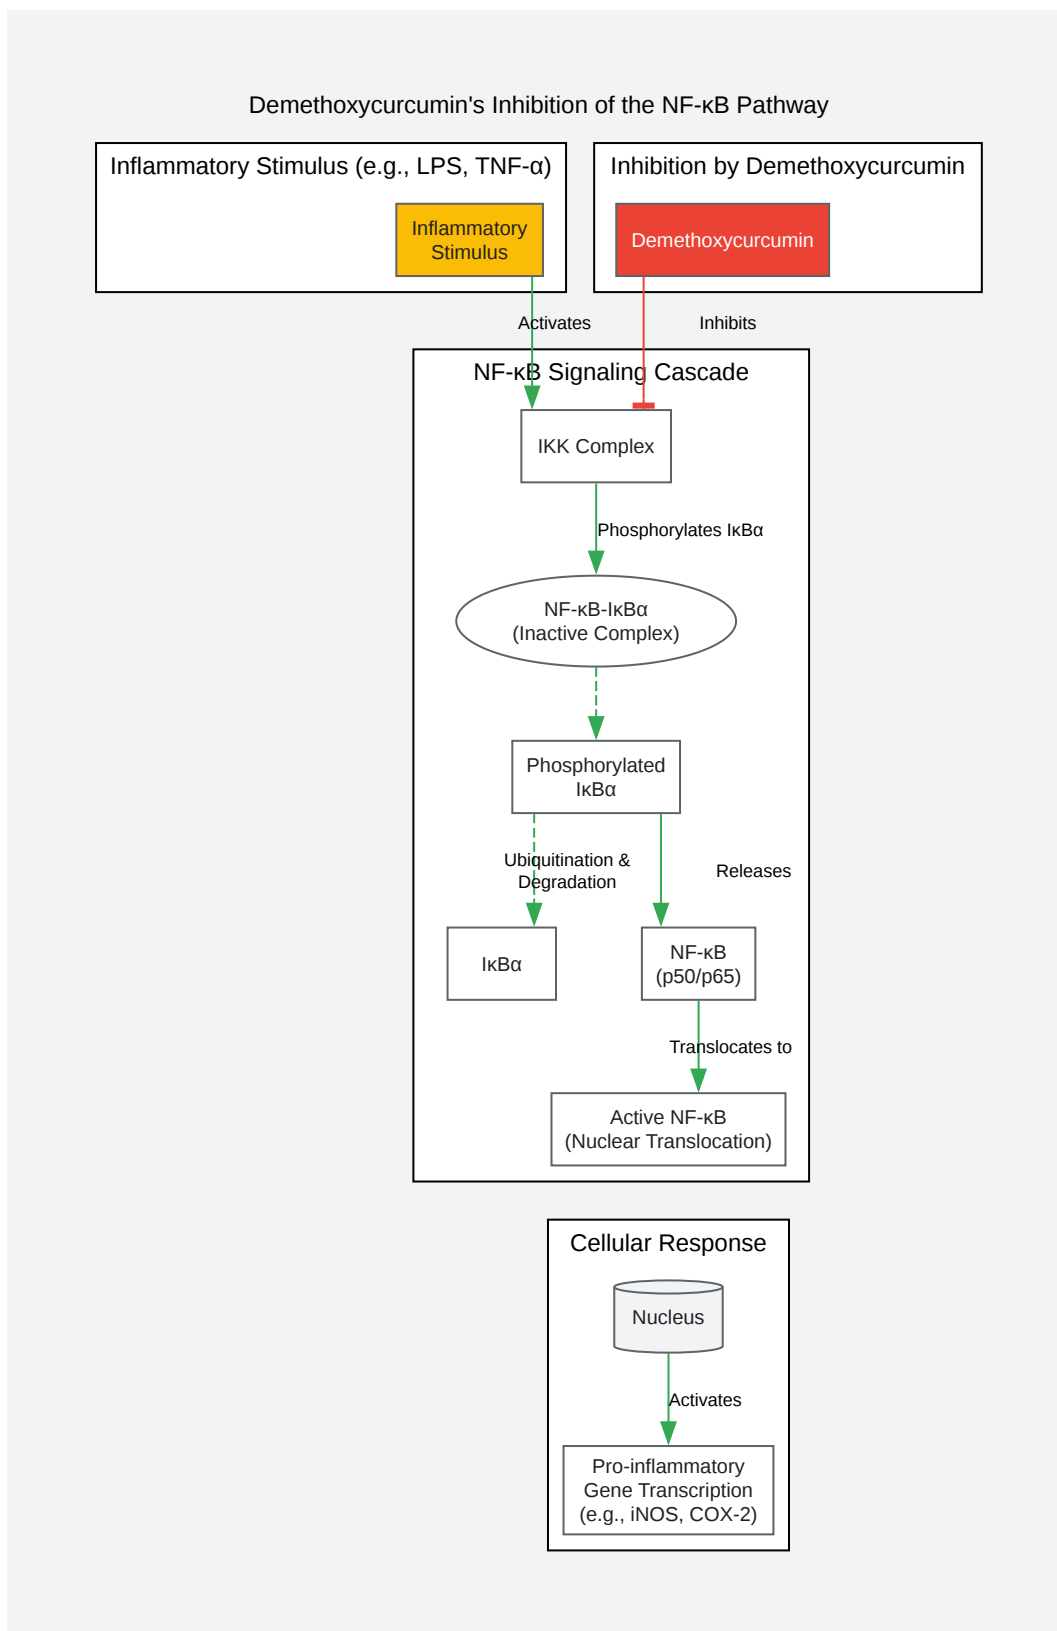 Demethoxycurcumin's Inhibition of the NF-κB Pathway
Inflammatory Stimulus (e.g., LPS, TNF-α)
Inflammatory
Stimulus
Inhibition by Demethoxycurcumin
Demethoxycurcumin
Activates
Inhibits
NF-κB Signaling Cascade
IKK Complex
Phosphorylates IκBα
NF-κB-IκBα
(Inactive Complex)
Phosphorylated
IκBα
Ubiquitination &
Degradation
Releases
IκBα
NF-κB
(p50/p65)
Translocates to
Active NF-κB
(Nuclear Translocation)
Cellular Response
Nucleus
Activates
Pro-inflammatory
Gene Transcription
(e.g., iNOS, COX-2)